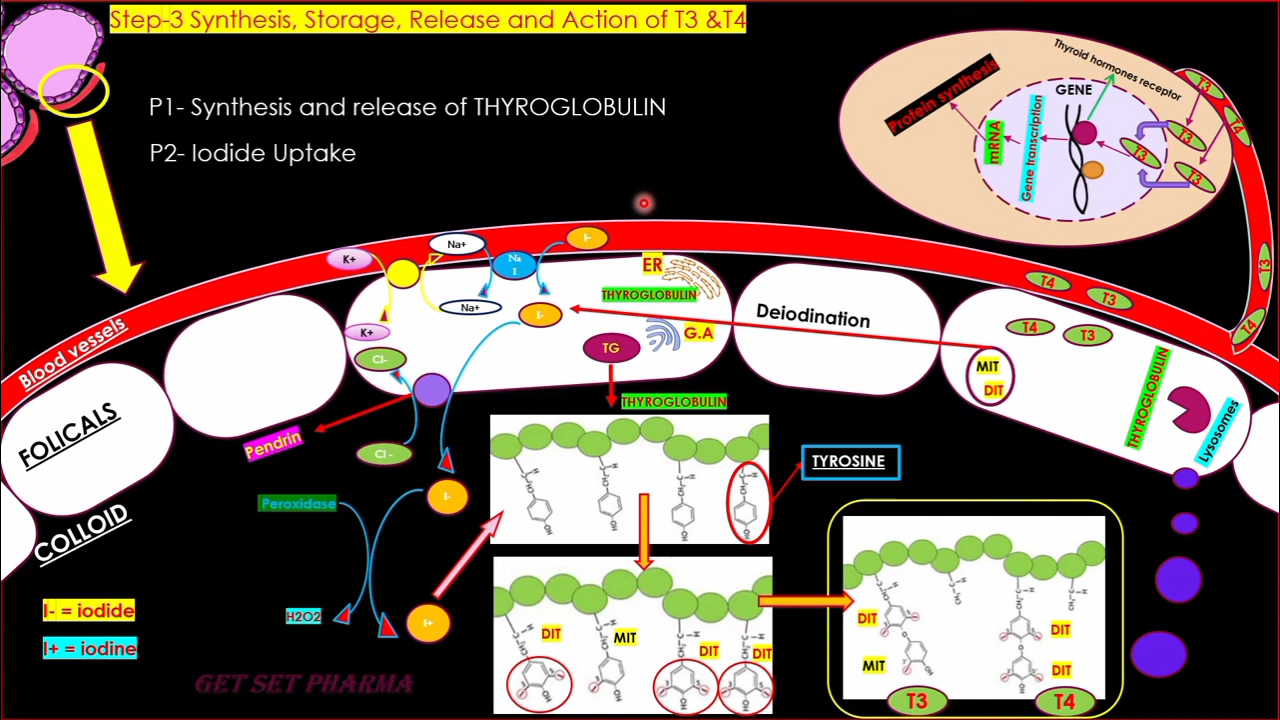 Step-3 Synthesis, Storage, Release and Action of T3 &T4
P1- Synthesis and release of THYROGLOBULIN
P2- Iodide Uptake
Thyroid hormones receptor
Protein synthesis
GENE
mRNA
Gene transcription
T3
T3
T3
T3
T4
T3
T4
Blood vessels
K+
Na+
Na
I
I-
Na+
I-
K+
Cl-
Cl -
Pendrin
ER
THYROGLOBULIN
G.A
TG
THYROGLOBULIN
Deiodination
T4
T3
T4
T3
MIT
DIT
THYROGLOBULIN
Lysosomes
FOLICALS
COLLOID
TYROSINE
Peroxidase
I-
H2O2
I+
I- = iodide
I+ = iodine
DIT
MIT
DIT
DIT
DIT
MIT
DIT
DIT
T3
T4
GET SET PHARMA